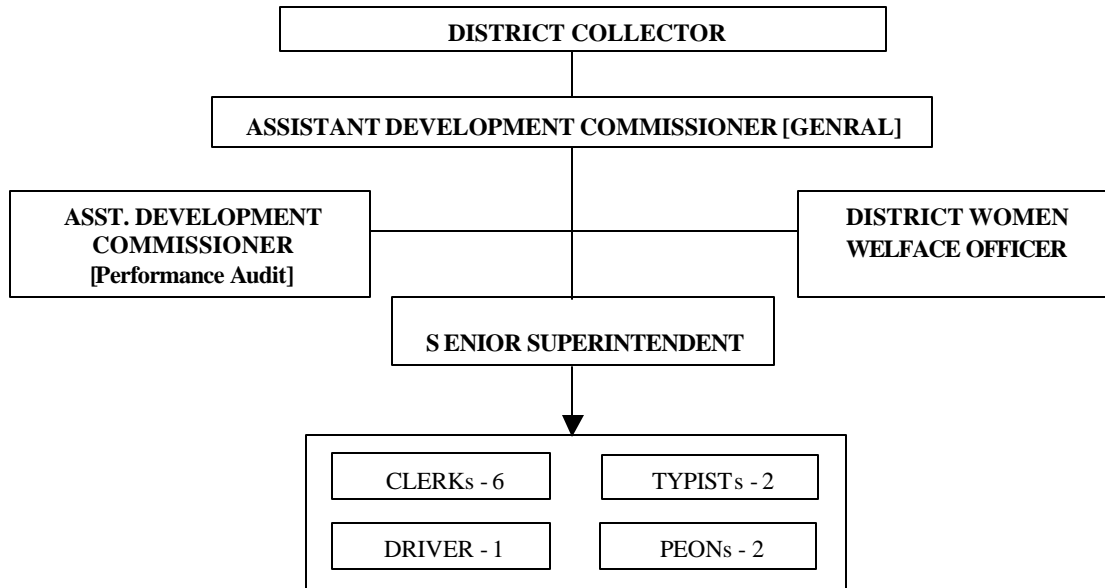 DISTRICT COLLECTOR
ASSISTANT DEVELOPMENT COMMISSIONER [GENRAL]
ASST. DEVELOPMENT
COMMISSIONER
[Performance Audit]
DISTRICT WOMEN
WELFACE OFFICER
SENIOR SUPERINTENDENT
CLERKs - 6
TYPISTs - 2
DRIVER - 1
PEONs - 2